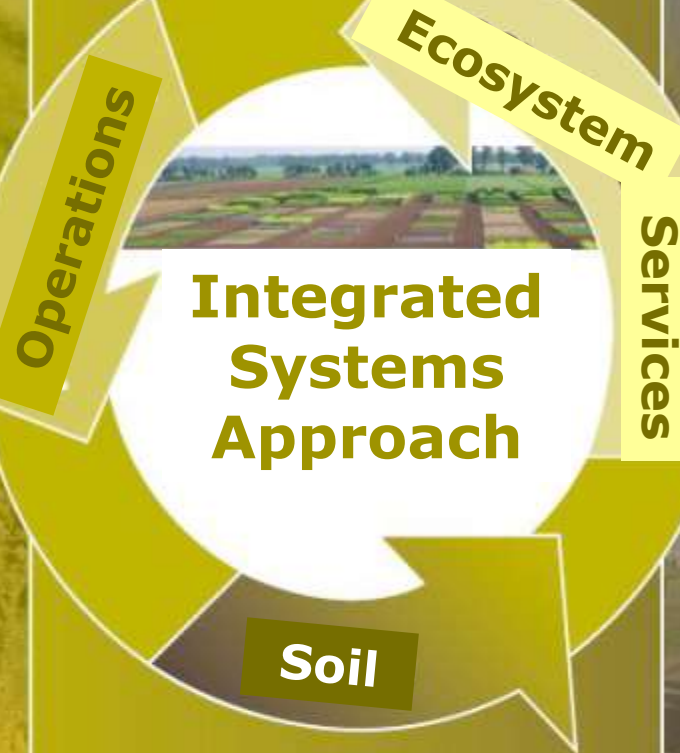 Ecosystem
Services
Operations
Integrated
Systems
Approach
Soil